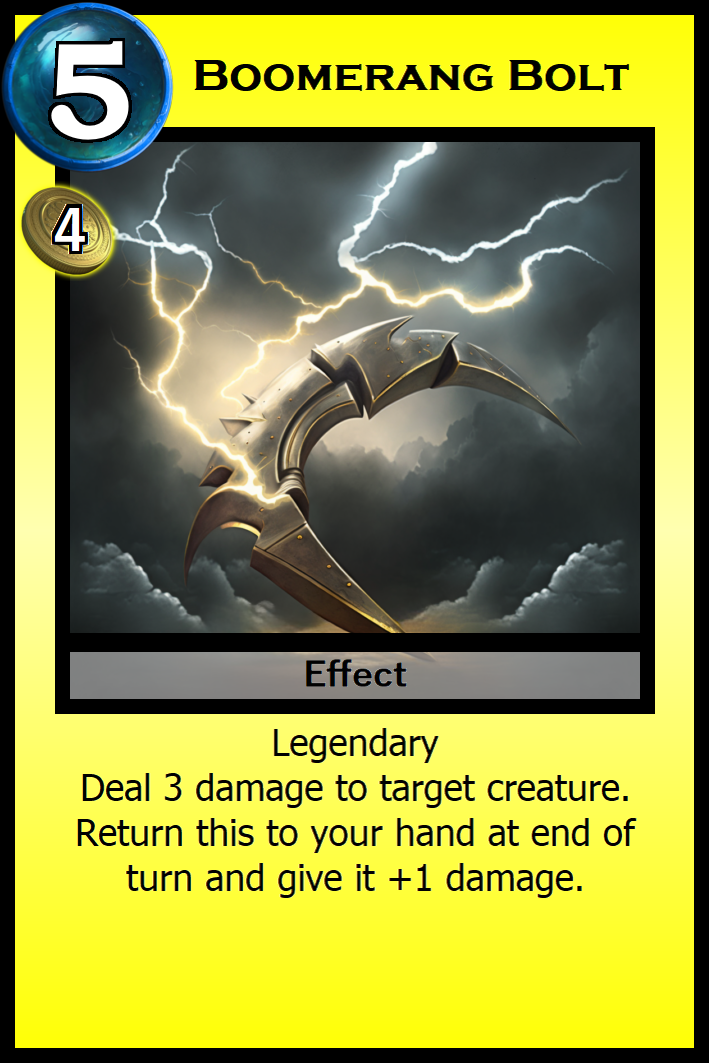 5
Boomerang Bolt
4
Effect
Legendary
Deal 3 damage to target creature.
Return this to your hand at end of
turn and give it +1 damage.